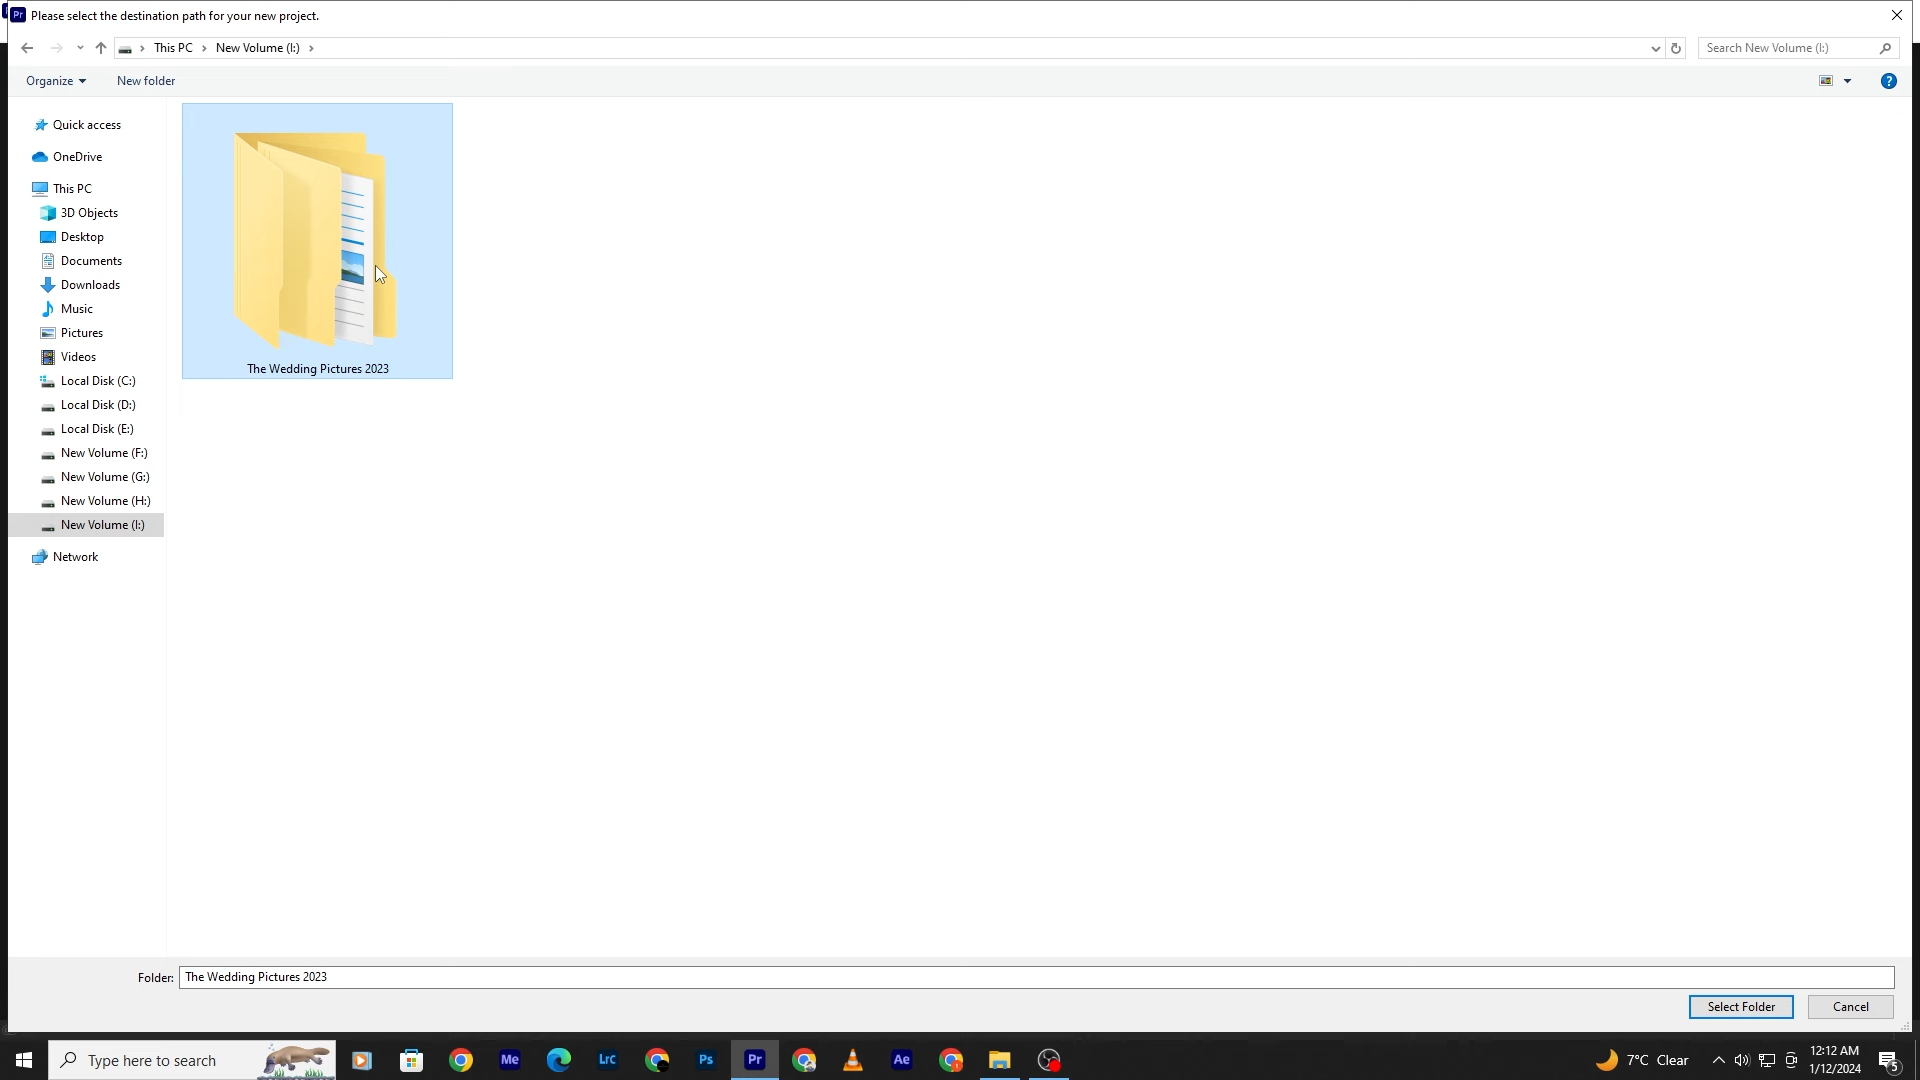 Pr Please select the destination path for your new project.
This PC > New Volume (I:) >
Search New Volume (I:)
Organize
New folder
?
Quick access
OneDrive
This PC
3D Objects
Desktop
Documents
Downloads
Music
Pictures
Videos
Local Disk (C:)
Local Disk (D:)
Local Disk (E:)
New Volume (F:)
New Volume (G:)
New Volume (H:)
New Volume (I:)
Network
The Wedding Pictures 2023
Folder: The Wedding Pictures 2023
Select Folder
Cancel
Type here to search
Me
LrC
Ps
Pr
Ae
7°C Clear
12:12 AM
1/12/2024
5